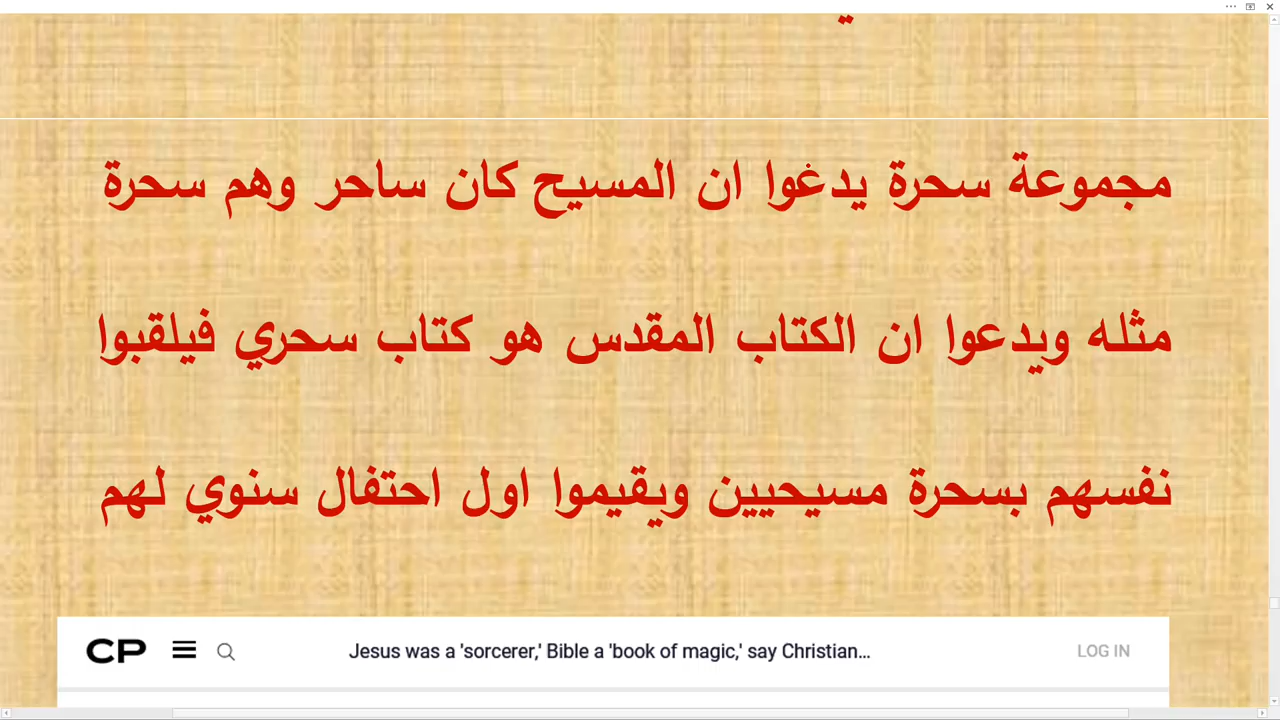 مجموعة سحرة يدغوا ان المسيح كان ساحر وهم سحرة
مثله ويدعوا ان الكتاب المقدس هو كتاب سحري فيلقبوا
نفسهم بسحرة مسيحيين ويقيموا اول احتفال سنوي لهم
CP Jesus was a 'sorcerer,' Bible a 'book of magic,' say Christian... LOG IN